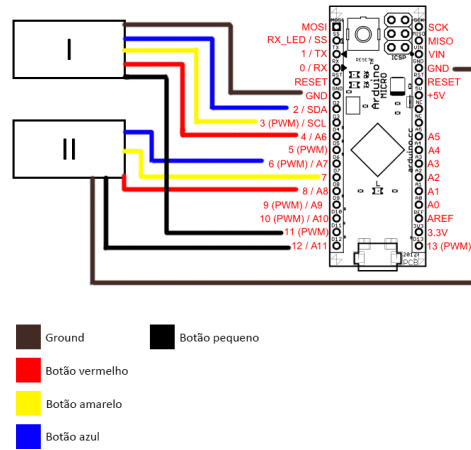 I
II
MOSI
RX_LED / SS
1 / TX
0 / RX
RESET
GND
2 / SDA
3 (PWM) / SCL
4 / A6
5 (PWM)
6 (PWM) / A7
7
8 / A8
9 (PWM) / A9
10 (PWM) / A10
11 (PWM)
12 / A11
ICSP
Arduino
MICRO
arduino.cc
L
SCK
MISO
VIN
GND
RESET
+5V
A5
A4
A3
A2
A1
A0
AREF
3.3V
13 (PWM)
Ground
Botão pequeno
Botão vermelho
Botão amarelo
Botão azul